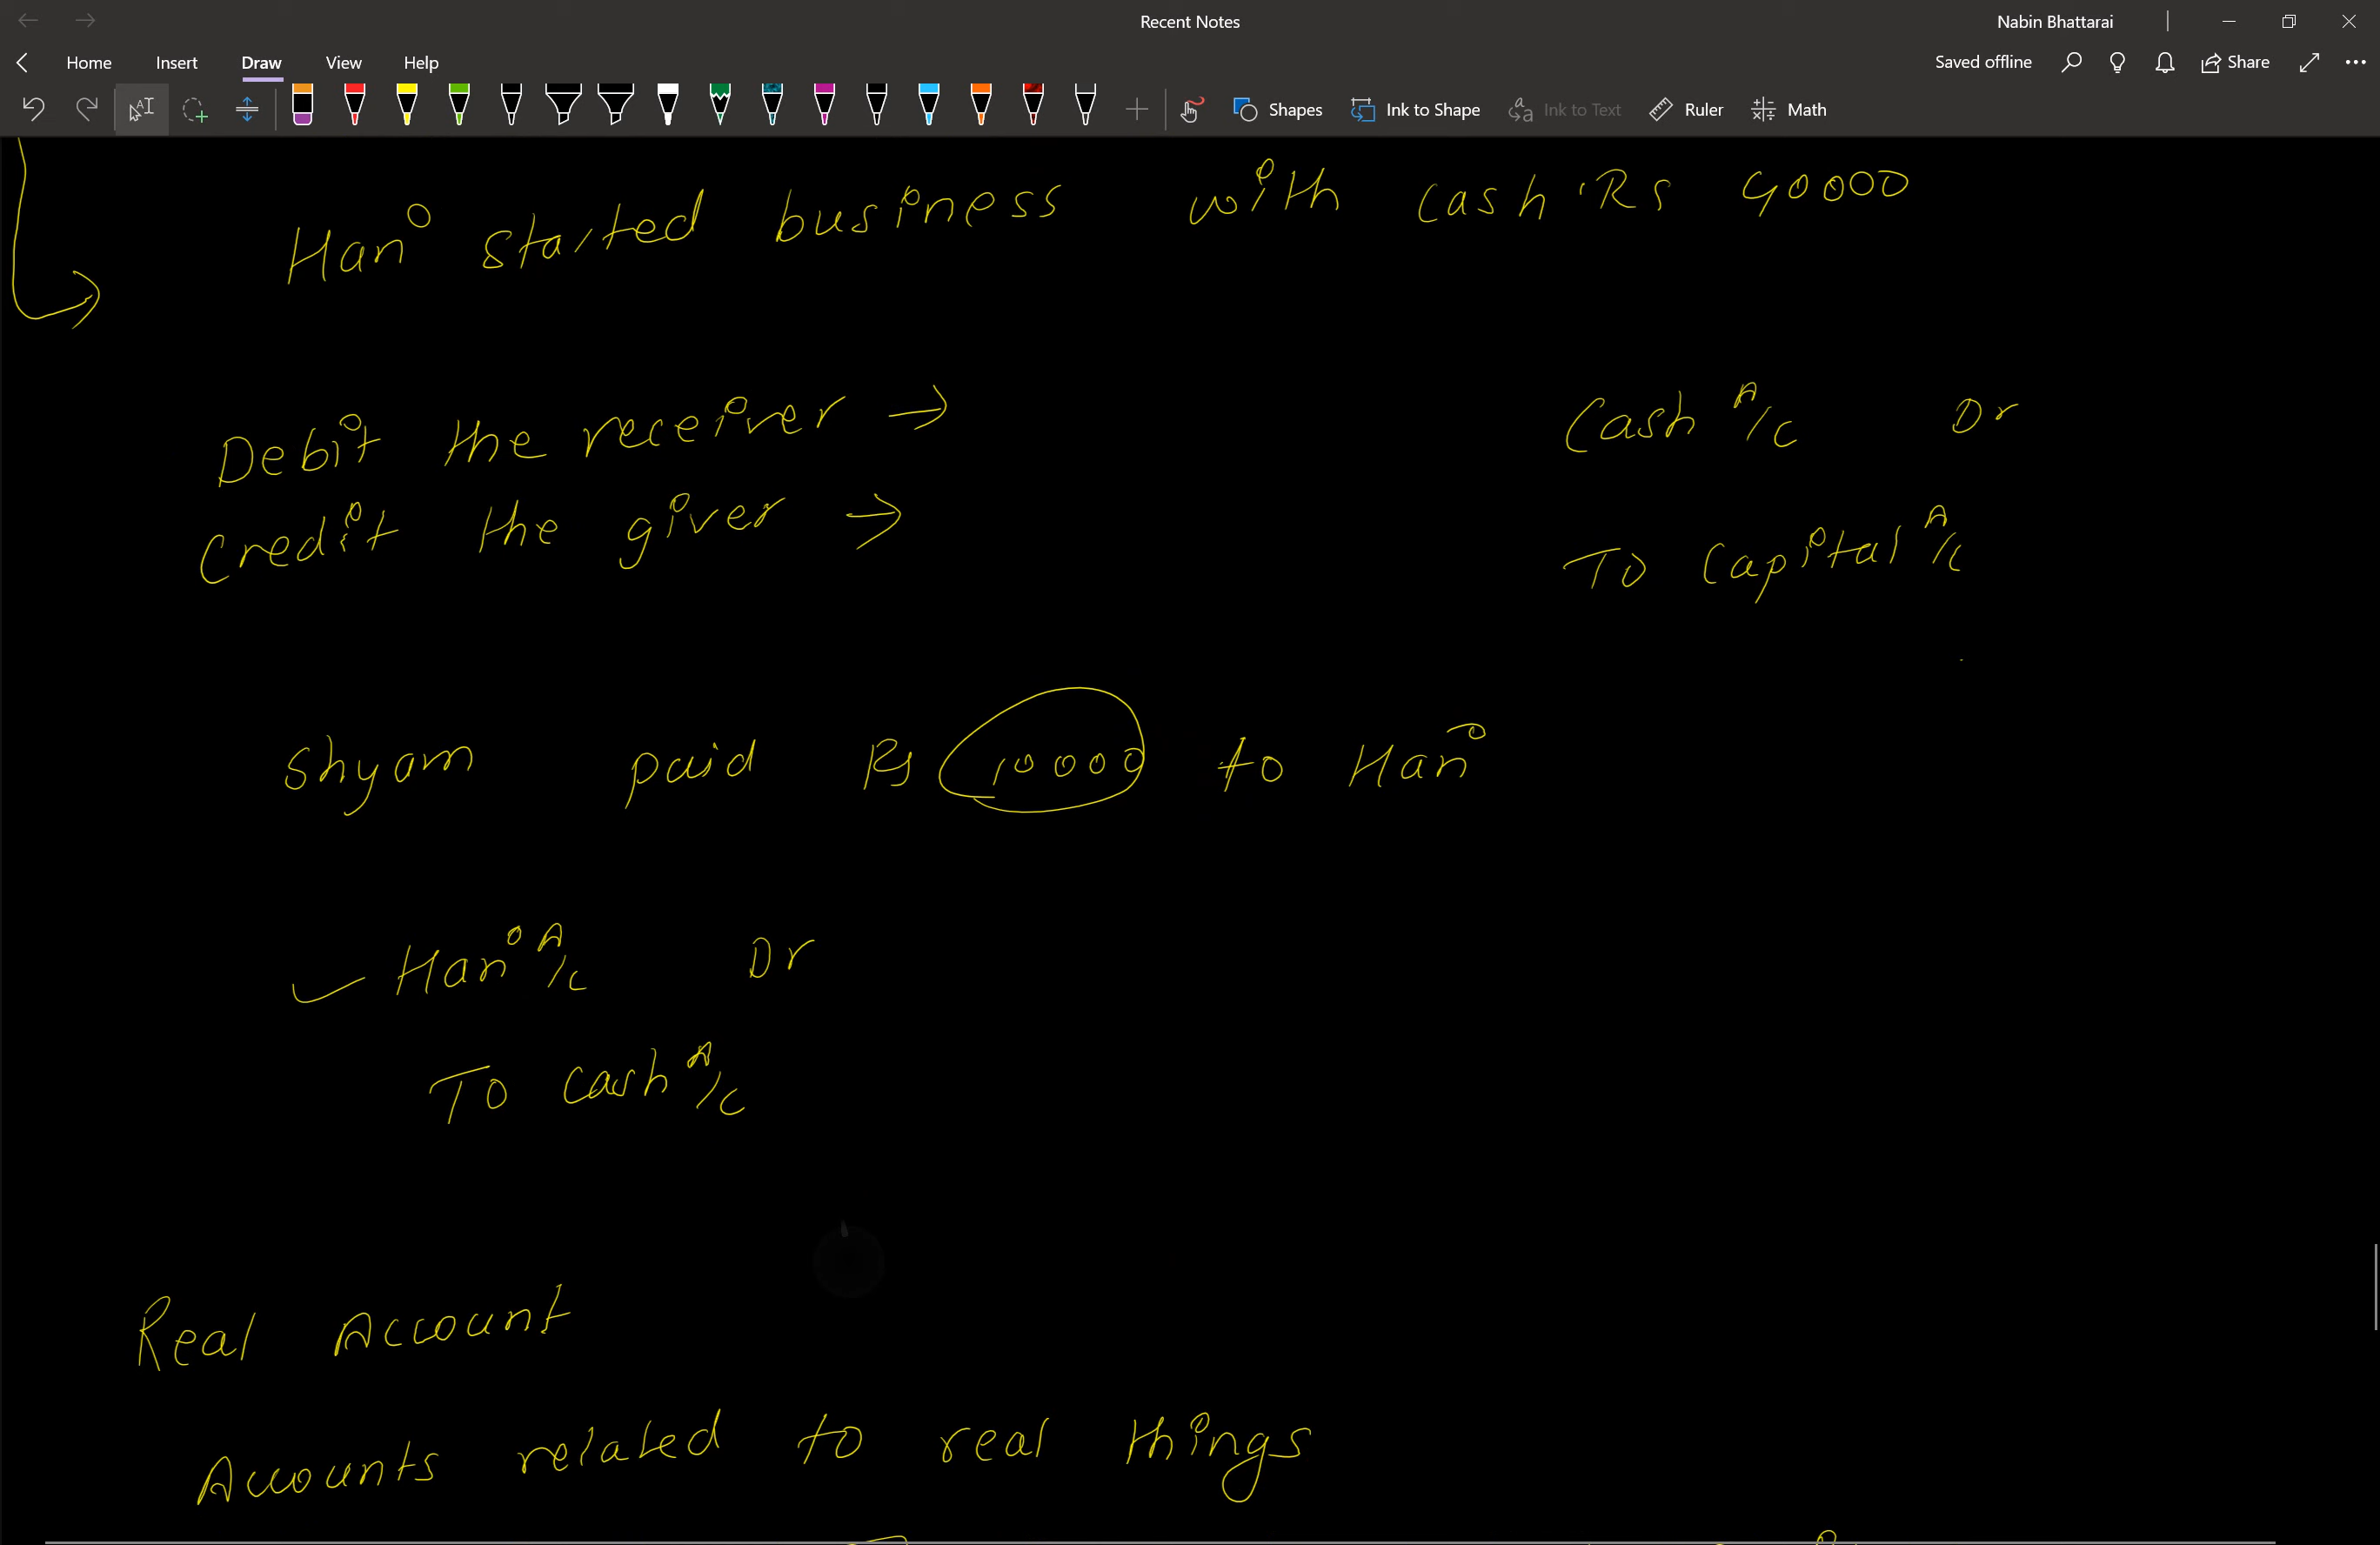 Recent Notes
Nabin Bhattarai
Home Insert Draw View Help
Saved offline
Share
Shapes
Ink to Shape
Ink to Text
Ruler
Math
Hari started business with cash Rs 40000
Debit the receiver →
Cash A/c Dr
Credit the giver →
To Capital A/c
Shyam paid Rs 10000 to Hari
✓ Hari A/c Dr
To cash A/c
Real Account
Accounts related to real things